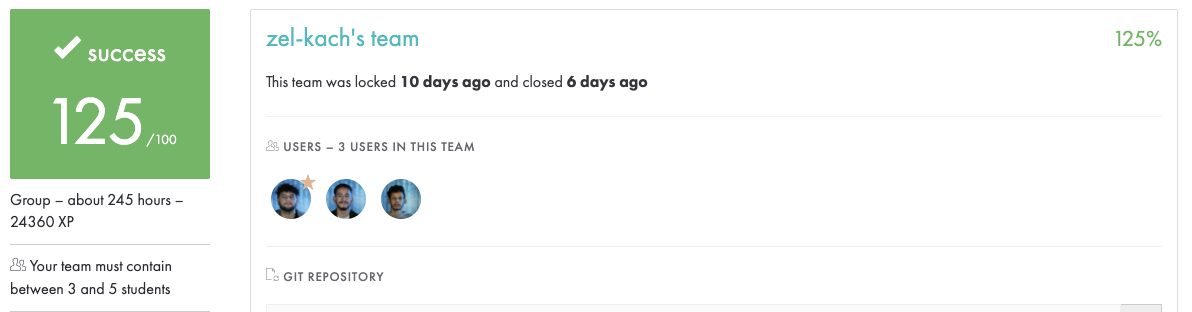 success
125 /100
Group – about 245 hours –
24360 XP
Your team must contain
between 3 and 5 students
zel-kach's team
125%
This team was locked 10 days ago and closed 6 days ago
USERS – 3 USERS IN THIS TEAM
GIT REPOSITORY